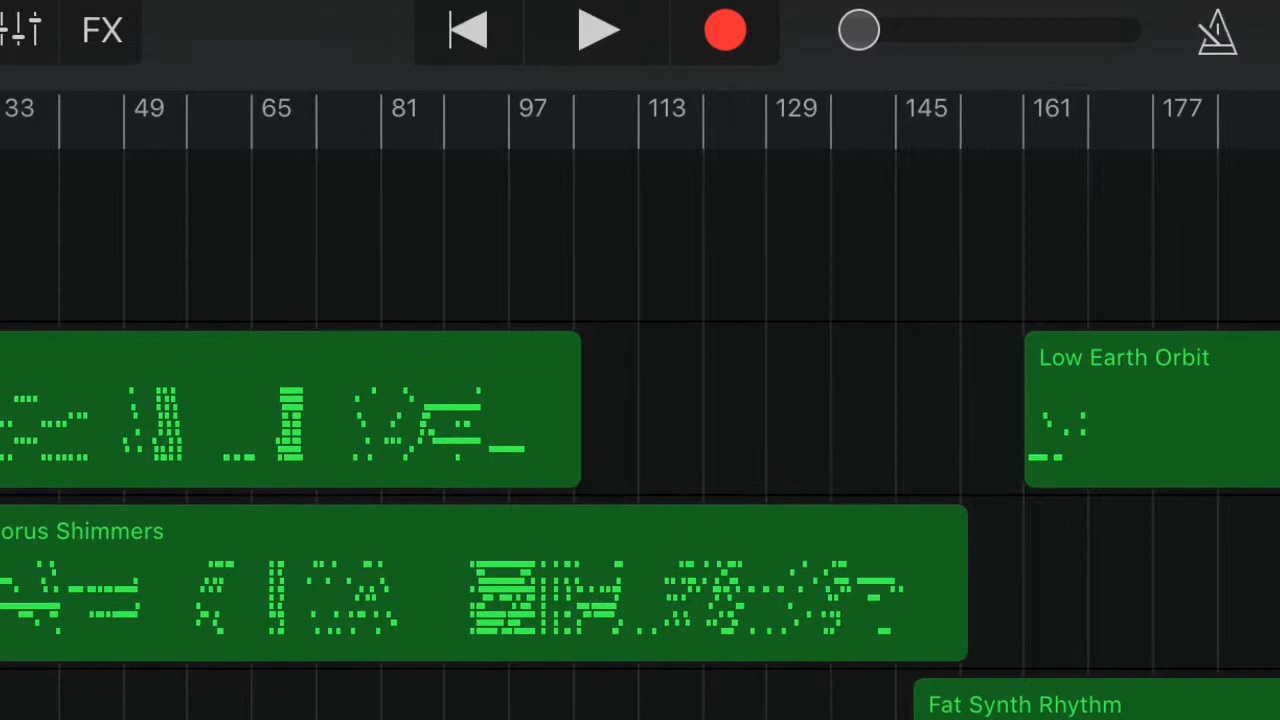 FX
33 49 65 81 97 113 129 145 161 177
Low Earth Orbit
orus Shimmers
Fat Synth Rhythm